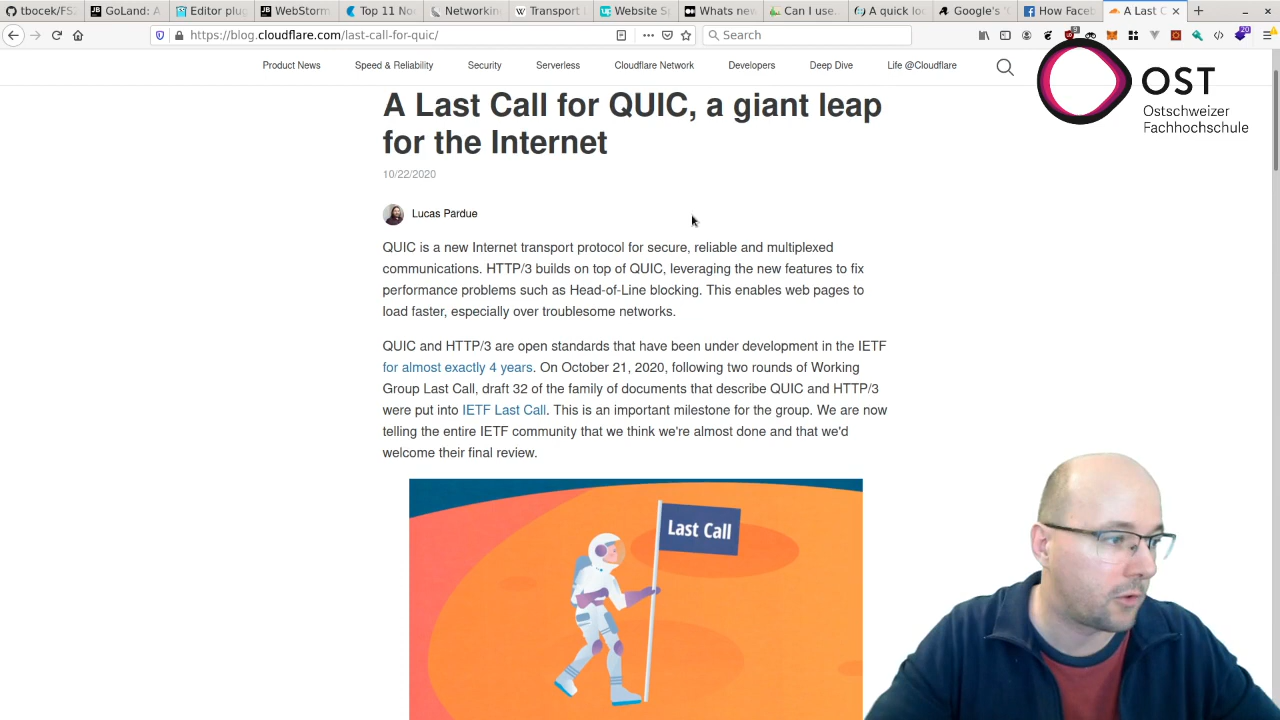 tbocek/FS
GoLand: A
Editor plug
WebStorm
Top 11 No
Networkin
Transport l
Website S
Whats new
Can I use.
A quick lo
Google's 'Q
How Faceb
A Last C
https://blog.cloudflare.com/last-call-for-quic/
Search
20
Product News
Speed & Reliability
Security
Serverless
Cloudflare Network
Developers
Deep Dive
Life @Cloudflare
OST
Ostschweizer
Fachhochschule
A Last Call for QUIC, a giant leap
for the Internet
10/22/2020
Lucas Pardue
QUIC is a new Internet transport protocol for secure, reliable and multiplexed
communications. HTTP/3 builds on top of QUIC, leveraging the new features to fix
performance problems such as Head-of-Line blocking. This enables web pages to
load faster, especially over troublesome networks.
QUIC and HTTP/3 are open standards that have been under development in the IETF
for almost exactly 4 years. On October 21, 2020, following two rounds of Working
Group Last Call, draft 32 of the family of documents that describe QUIC and HTTP/3
were put into IETF Last Call. This is an important milestone for the group. We are now
telling the entire IETF community that we think we're almost done and that we'd
welcome their final review.
Last Call